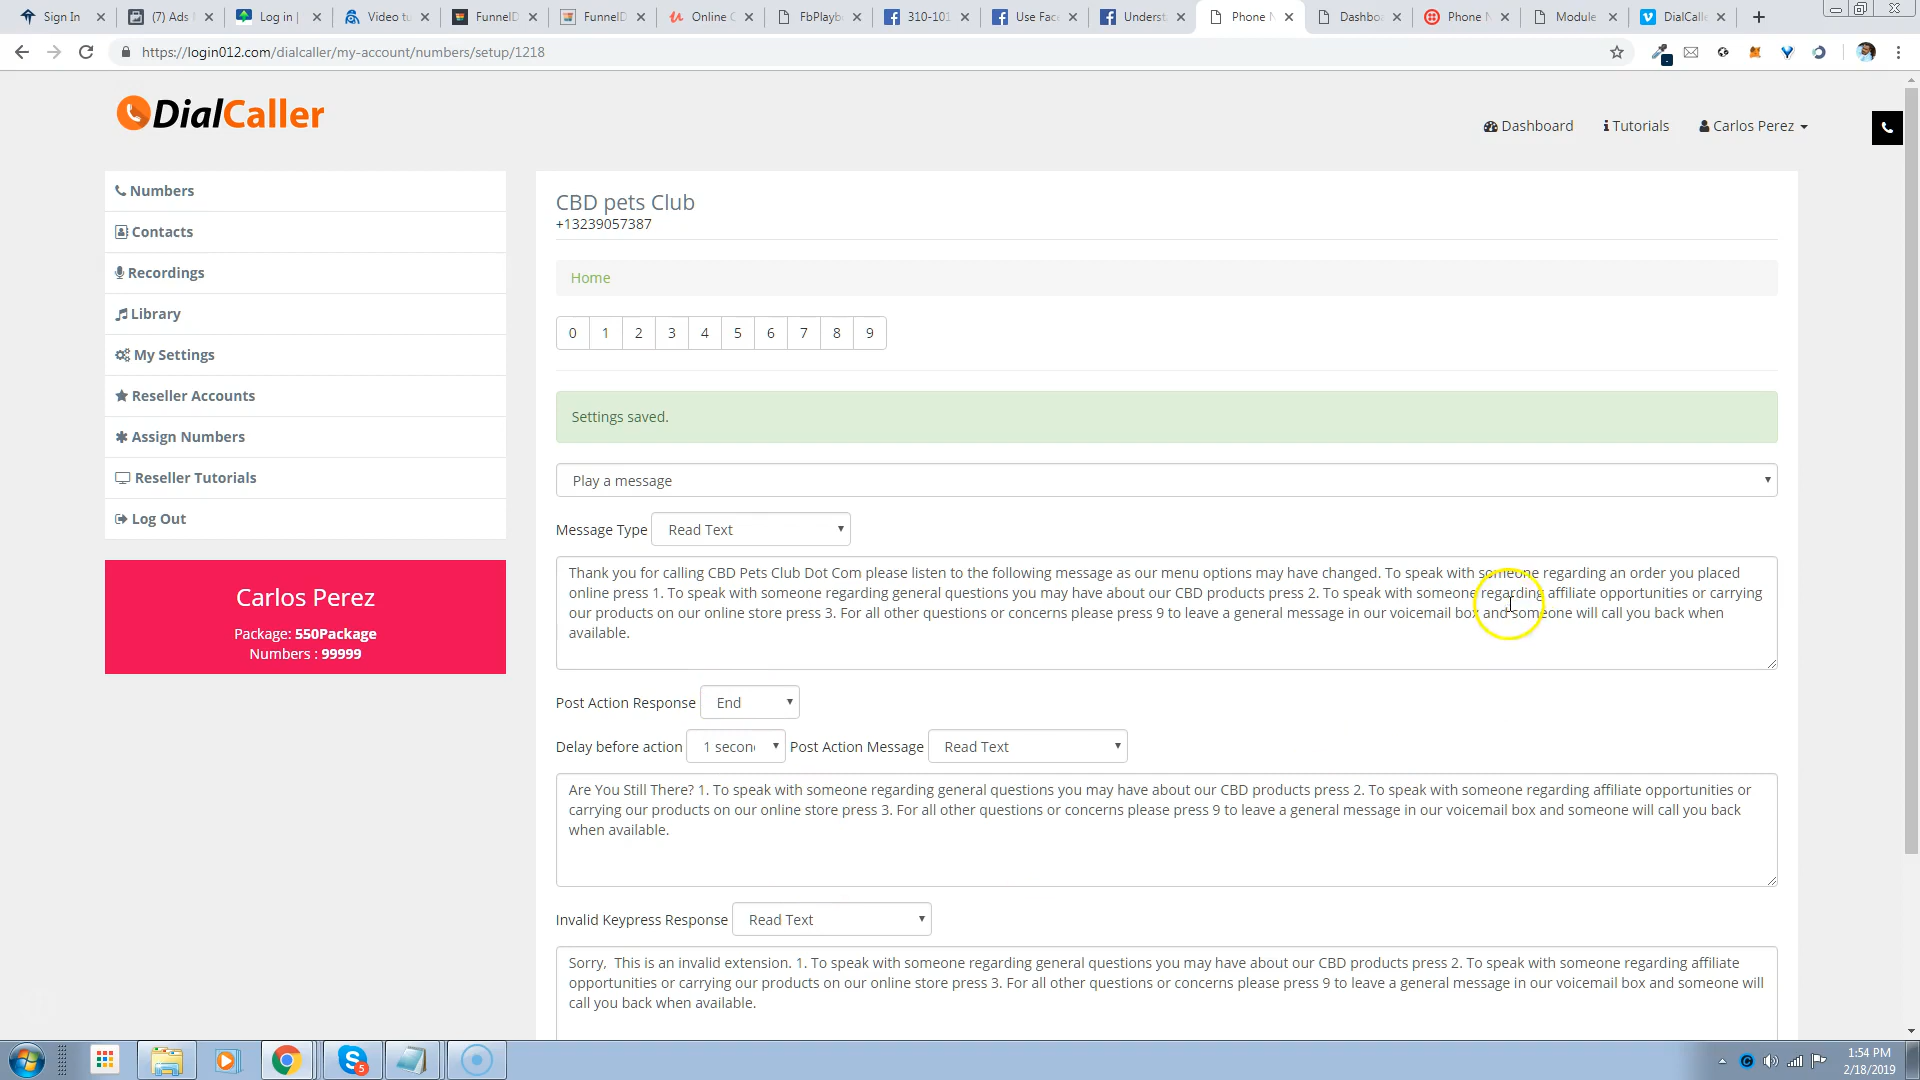 Sign In
(7) Ads
Log in |
Video tu
FunnelD
FunnelD
Online C
FbPlaybo
310-101
Use Fac
Underst
Phone N
Dashbo
Phone N
Module
DialCalle
https://login012.com/dialcaller/my-account/numbers/setup/1218
DialCaller
Dashboard
Tutorials
Carlos Perez
Numbers
Contacts
Recordings
Library
My Settings
Reseller Accounts
Assign Numbers
Reseller Tutorials
Log Out
Carlos Perez
Package: 550Package
Numbers : 99999
CBD pets Club
+13239057387
Home
0 1 2 3 4 5 6 7 8 9
Settings saved.
Play a message
Message Type Read Text
Thank you for calling CBD Pets Club Dot Com please listen to the following message as our menu options may have changed. To speak with someone regarding an order you placed
online press 1. To speak with someone regarding general questions you may have about our CBD products press 2. To speak with someone regarding affiliate opportunities or carrying
our products on our online store press 3. For all other questions or concerns please press 9 to leave a general message in our voicemail box and someone will call you back when
available.
Post Action Response End
Delay before action 1 secon Post Action Message Read Text
Are You Still There? 1. To speak with someone regarding general questions you may have about our CBD products press 2. To speak with someone regarding affiliate opportunities or
carrying our products on our online store press 3. For all other questions or concerns please press 9 to leave a general message in our voicemail box and someone will call you back
when available.
Invalid Keypress Response Read Text
Sorry, This is an invalid extension. 1. To speak with someone regarding general questions you may have about our CBD products press 2. To speak with someone regarding affiliate
opportunities or carrying our products on our online store press 3. For all other questions or concerns please press 9 to leave a general message in our voicemail box and someone will
call you back when available.
5
1:54 PM
2/18/2019